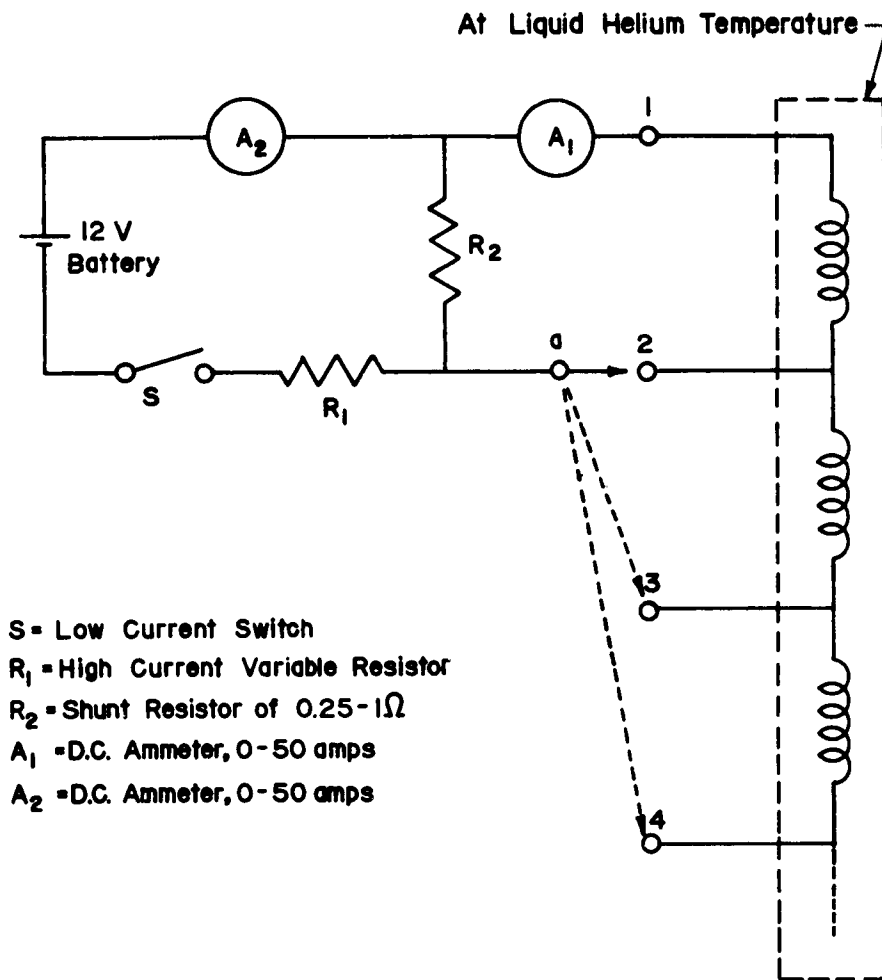 At Liquid Helium Temperature
1
A2
A1
12 V
Battery
R2
a
2
S
R1
3
S = Low Current Switch
R1 = High Current Variable Resistor
R2 = Shunt Resistor of 0.25-1Ω
A1 = D.C. Ammeter, 0-50 amps
A2 = D.C. Ammeter, 0-50 amps
4